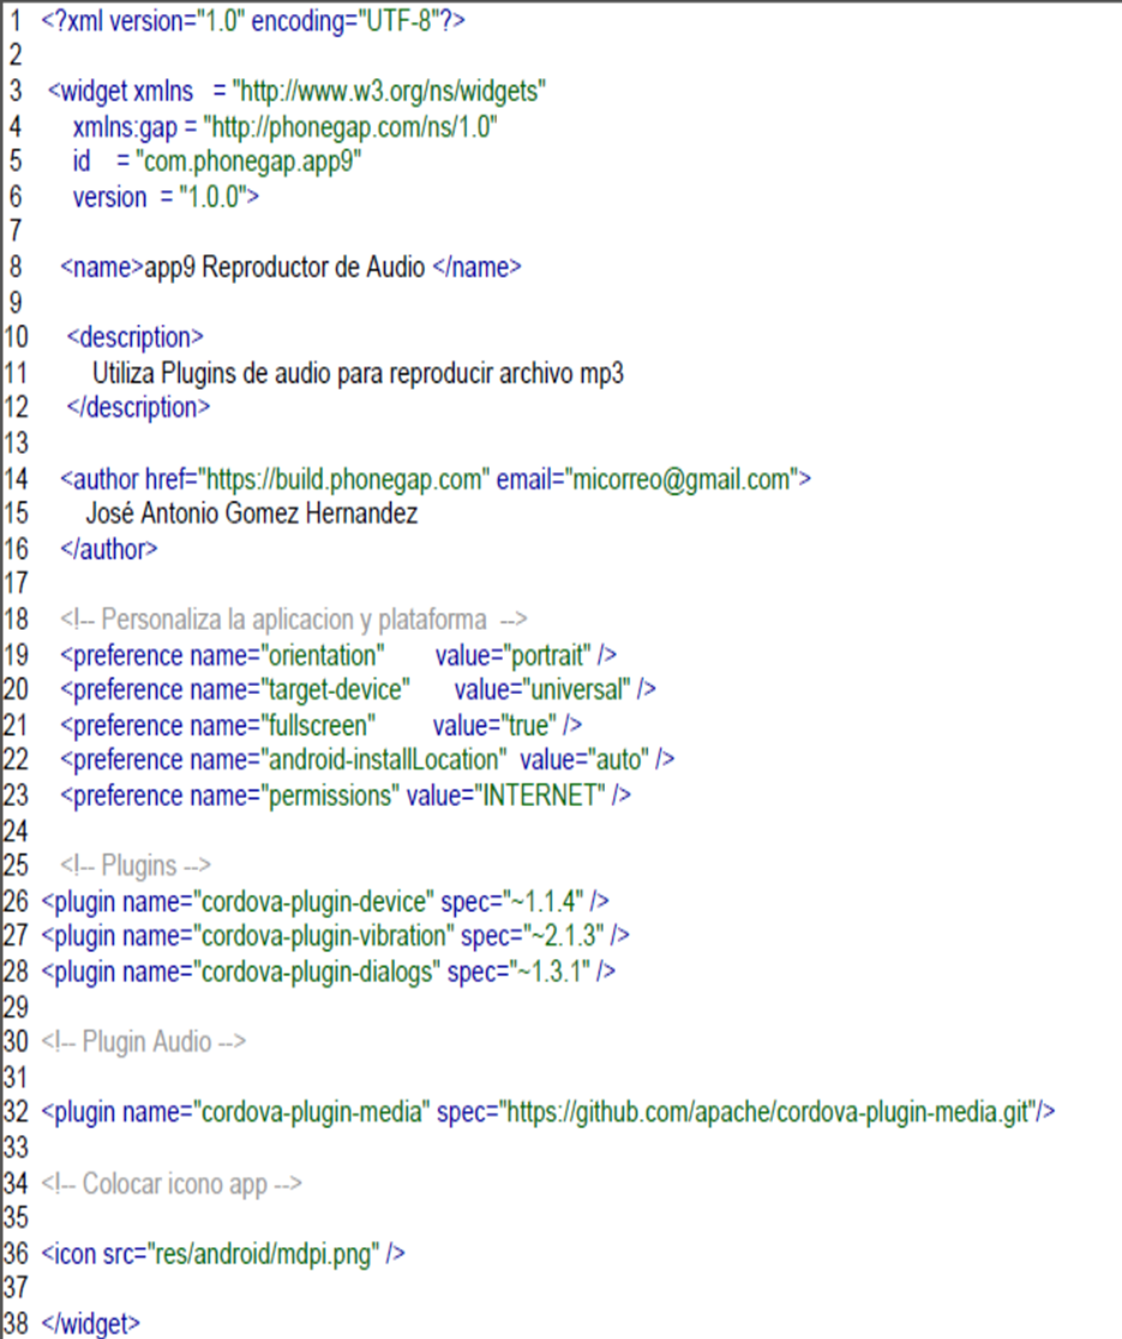 1 <?xml version="1.0" encoding="UTF-8"?>
2
3 <widget xmlns = "http://www.w3.org/ns/widgets"
4 xmlns:gap = "http://phonegap.com/ns/1.0"
5 id = "com.phonegap.app9"
6 version = "1.0.0">
7
8 <name>app9 Reproductor de Audio </name>
9
10 <description>
11 Utiliza Plugins de audio para reproducir archivo mp3
12 </description>
13
14 <author href="https://build.phonegap.com" email="micorreo@gmail.com">
15 José Antonio Gomez Hernandez
16 </author>
17
18 <!-- Personaliza la aplicacion y plataforma -->
19 <preference name="orientation" value="portrait" />
20 <preference name="target-device" value="universal" />
21 <preference name="fullscreen" value="true" />
22 <preference name="android-installLocation" value="auto" />
23 <preference name="permissions" value="INTERNET" />
24
25 <!-- Plugins -->
26 <plugin name="cordova-plugin-device" spec="~1.1.4" />
27 <plugin name="cordova-plugin-vibration" spec="~2.1.3" />
28 <plugin name="cordova-plugin-dialogs" spec="~1.3.1" />
29
30 <!-- Plugin Audio -->
31
32 <plugin name="cordova-plugin-media" spec="https://github.com/apache/cordova-plugin-media.git"/>
33
34 <!-- Colocar icono app -->
35
36 <icon src="res/android/mdpi.png" />
37
38 </widget>